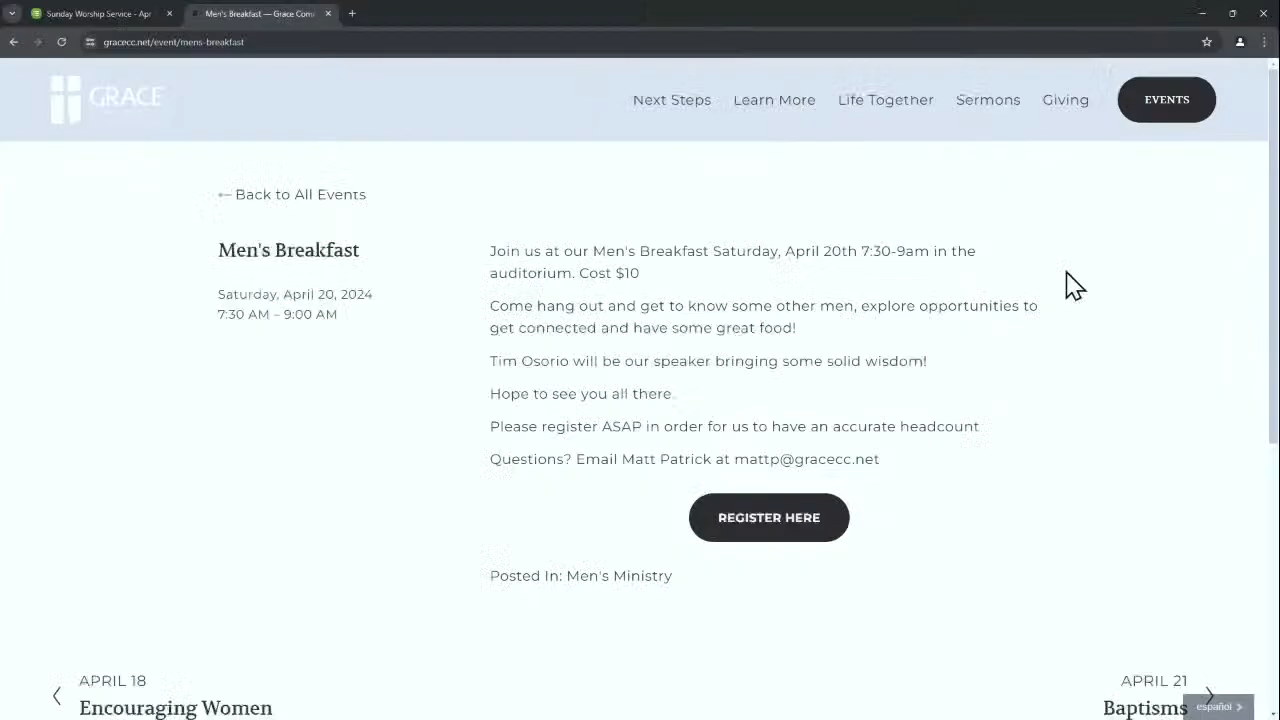 Sunday Worship Service - Apr
Men's Breakfast — Grace Com
gracecc.net/event/mens-breakfast
GRACE
Next Steps
Learn More
Life Together
Sermons
Giving
EVENTS
← Back to All Events
Men's Breakfast
Saturday, April 20, 2024
7:30 AM – 9:00 AM
Join us at our Men's Breakfast Saturday, April 20th 7:30-9am in the
auditorium. Cost $10
Come hang out and get to know some other men, explore opportunities to
get connected and have some great food!
Tim Osorio will be our speaker bringing some solid wisdom!
Hope to see you all there.
Please register ASAP in order for us to have an accurate headcount
Questions? Email Matt Patrick at mattp@gracecc.net
REGISTER HERE
Posted In: Men's Ministry
APRIL 18
Encouraging Women
APRIL 21
Baptisms
español